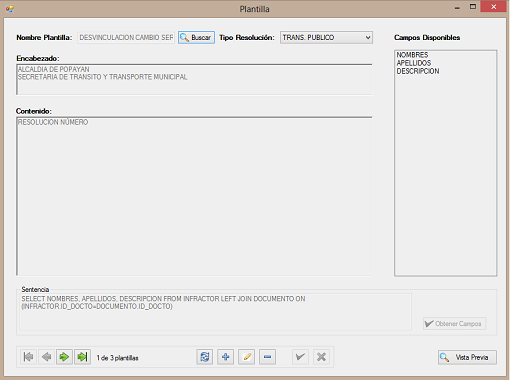 Plantilla
Nombre Plantilla: DESVINCULACION CAMBIO SER Buscar Tipo Resolución: TRANS. PUBLICO
Campos Disponibles
Encabezado:
ALCALDIA DE POPAYAN
SECRETARIA DE TRANSITO Y TRANSPORTE MUNICIPAL
NOMBRES
APELLIDOS
DESCRIPCION
Contenido:
RESOLUCION NÚMERO
Sentencia
SELECT NOMBRES, APELLIDOS, DESCRIPCION FROM INFRACTOR LEFT JOIN DOCUMENTO ON
(INFRACTOR.ID_DOCTO=DOCUMENTO.ID_DOCTO)
Obtener Campos
1 de 3 plantillas
Vista Previa